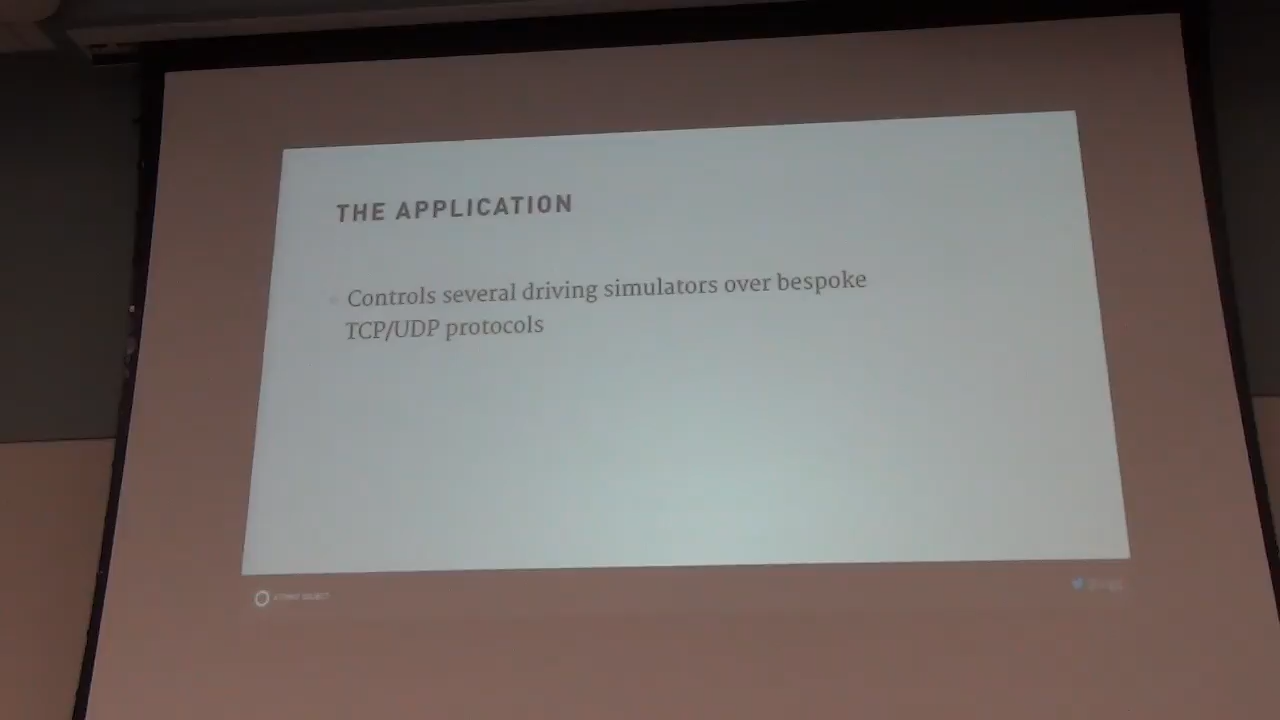 THE APPLICATION
Controls several driving simulators over bespoke
TCP/UDP protocols